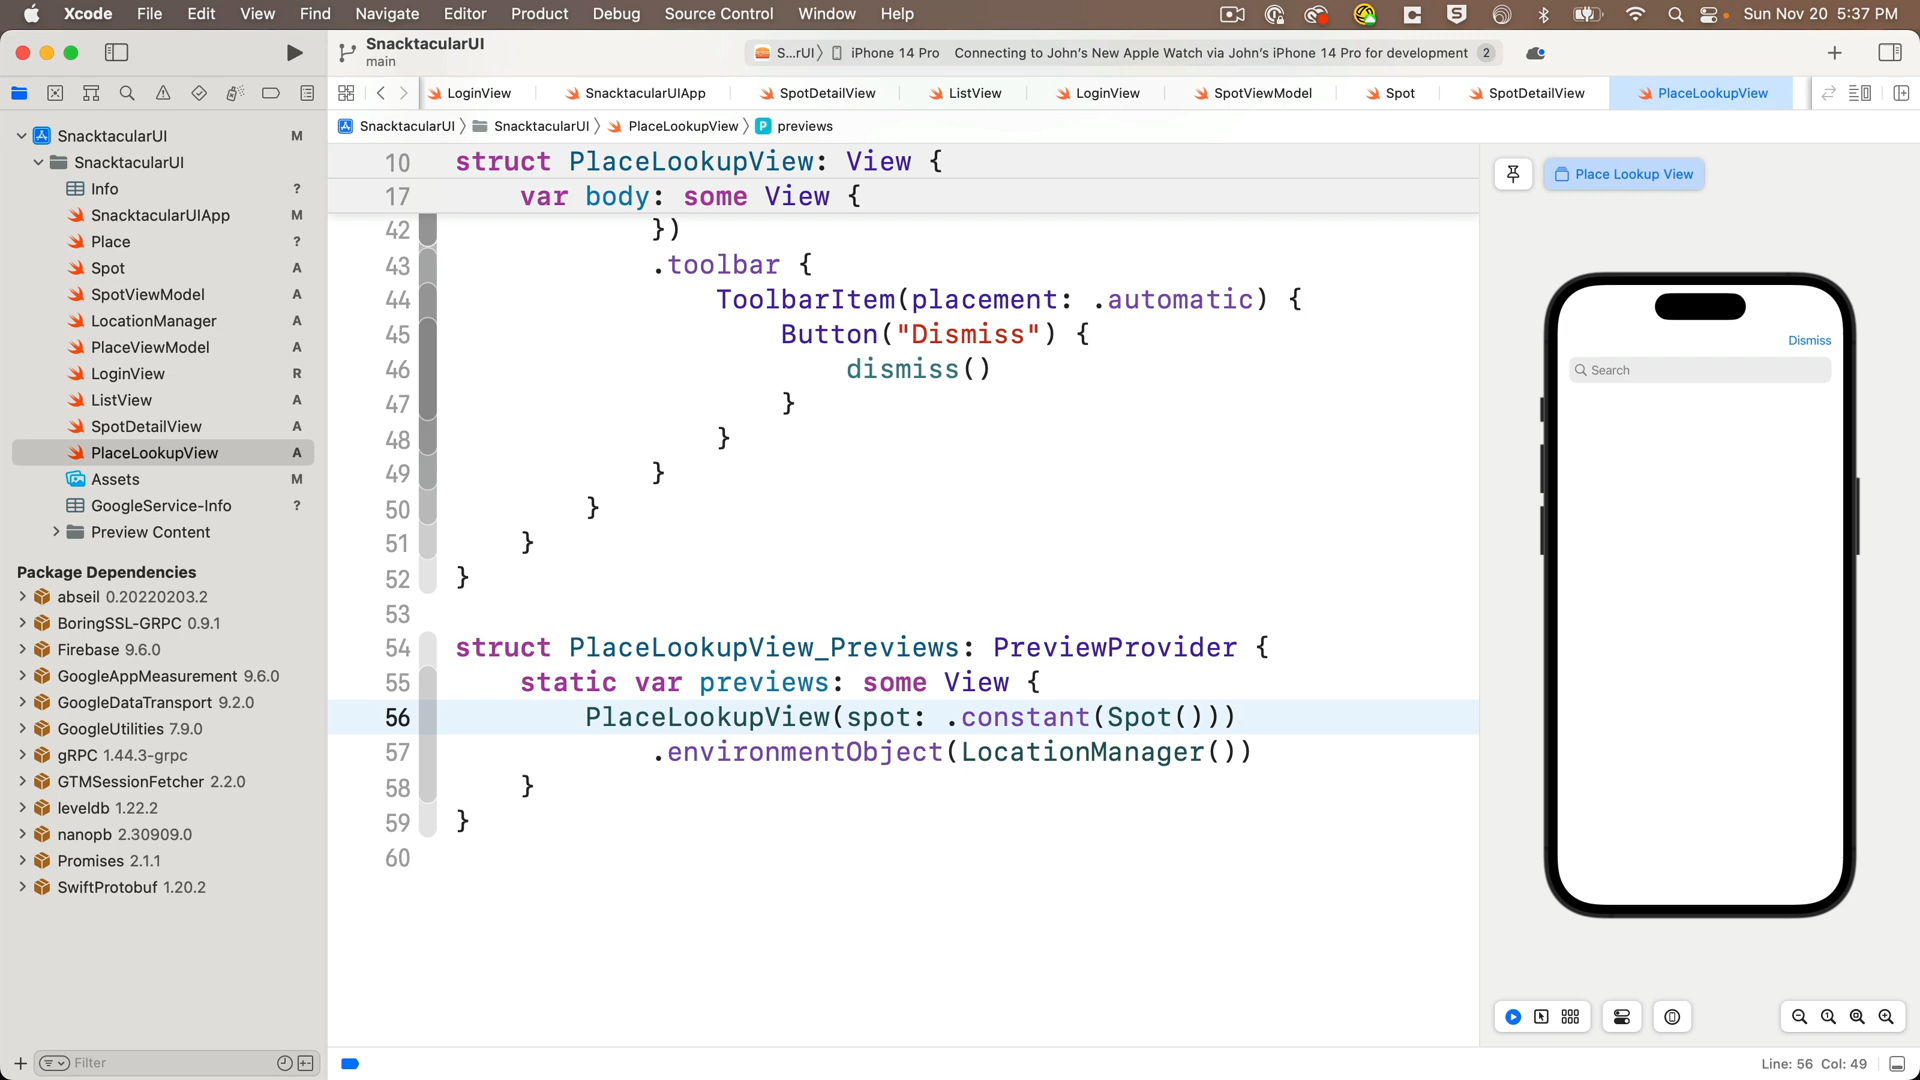 Xcode File Edit View Find Navigate Editor Product Debug Source Control Window Help Sun Nov 20 5:37 PM
SnacktacularUI
main
S...rUI〉 iPhone 14 Pro Connecting to John's New Apple Watch via John's iPhone 14 Pro for development 2
LoginView SnacktacularUIApp SpotDetailView ListView LoginView SpotViewModel Spot SpotDetailView PlaceLookupView
SnacktacularUI 〉 SnacktacularUI 〉 PlaceLookupView 〉 P previews
SnacktacularUI M
SnacktacularUI
Info ?
SnacktacularUIApp M
Place ?
Spot A
SpotViewModel A
LocationManager A
PlaceViewModel A
LoginView R
ListView A
SpotDetailView A
PlaceLookupView A
Assets M
GoogleService-Info ?
Preview Content
Package Dependencies
abseil 0.20220203.2
BoringSSL-GRPC 0.9.1
Firebase 9.6.0
GoogleAppMeasurement 9.6.0
GoogleDataTransport 9.2.0
GoogleUtilities 7.9.0
gRPC 1.44.3-grpc
GTMSessionFetcher 2.2.0
leveldb 1.22.2
nanopb 2.30909.0
Promises 2.1.1
SwiftProtobuf 1.20.2
Filter
10 struct PlaceLookupView: View {
17 var body: some View {
42 })
43 .toolbar {
44 ToolbarItem(placement: .automatic) {
45 Button("Dismiss") {
46 dismiss()
47 }
48 }
49 }
50 }
51 }
52 }
53
54 struct PlaceLookupView_Previews: PreviewProvider {
55 static var previews: some View {
56 PlaceLookupView(spot: .constant(Spot()))
57 .environmentObject(LocationManager())
58 }
59 }
60
Place Lookup View
Dismiss
Search
Line: 56 Col: 49